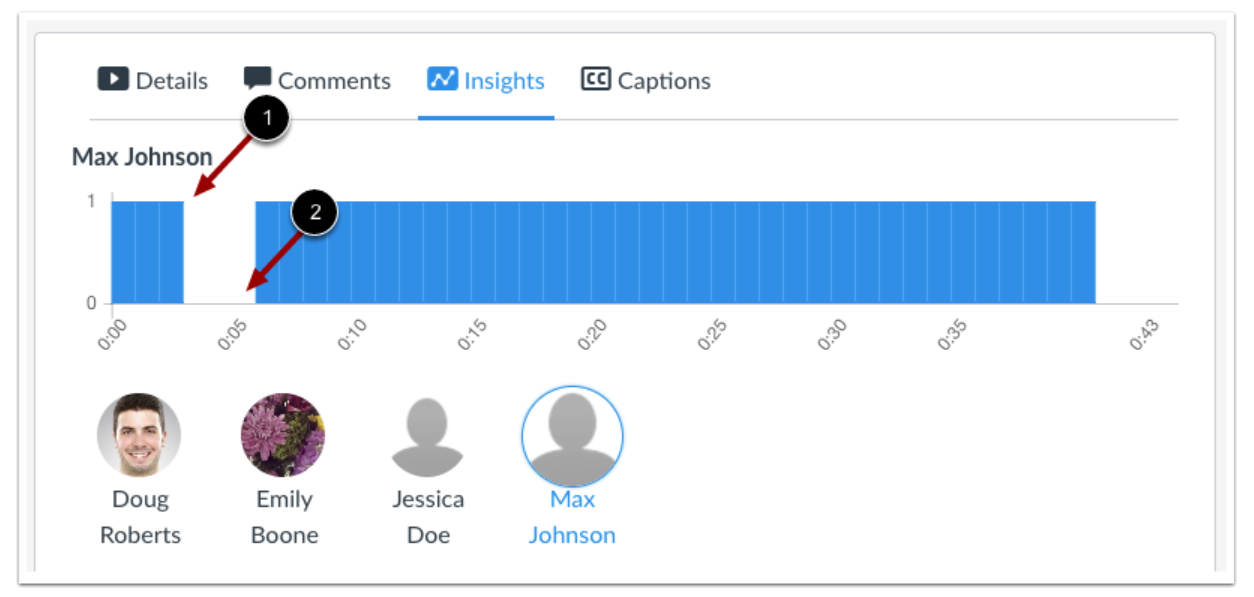 Details Comments Insights CC Captions
1
Max Johnson
1
2
0
0:00 0:05 0:10 0:15 0:20 0:25 0:30 0:35 0:43
Doug Emily Jessica Max
Roberts Boone Doe Johnson